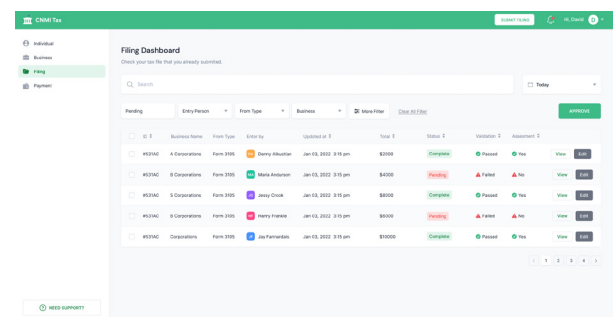 CNMI Tax
SUBMIT FILING
Hi, David
D
Individual
Business
Filing
Payment
Filing Dashboard
Check your tax file that you already submited.
Search
Today
Pending
Entry Person
From Type
Business
More Filter
Clear All Filter
APPROVE
ID Business Name From Type Enter by Updated at Total Status Validation Assesment
#531AC A Corporations Form 3105 Danny Albustian Jan 03, 2022 3:15 pm $2000 Complete Passed Yes View Edit
#531AC B Corporations Form 3105 MA Maria Andurson Jan 03, 2022 3:15 pm $4300 Pending Failed No View Edit
#531AC S Corporations Form 3105 Jessy Crook Jan 03, 2022 3:15 pm $8000 Complete Passed Yes View Edit
#531AC B Corporations Form 3105 Henry Frankie Jan 03, 2022 3:15 pm $6000 Pending Failed No View Edit
#531AC Corporations Form 3105 Jas Farnardais Jan 03, 2022 3:15 pm $10000 Complete Passed Yes View Edit
1 2 3 4
NEED SUPPORT?